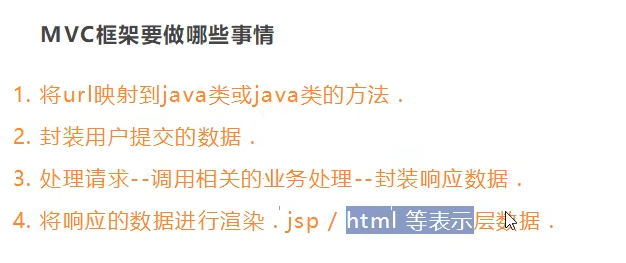 MVC框架要做哪些事情
1. 将url映射到java类或java类的方法 .
2. 封装用户提交的数据 .
3. 处理请求--调用相关的业务处理--封装响应数据 .
4. 将响应的数据进行渲染 . jsp / html 等表示层数据 .